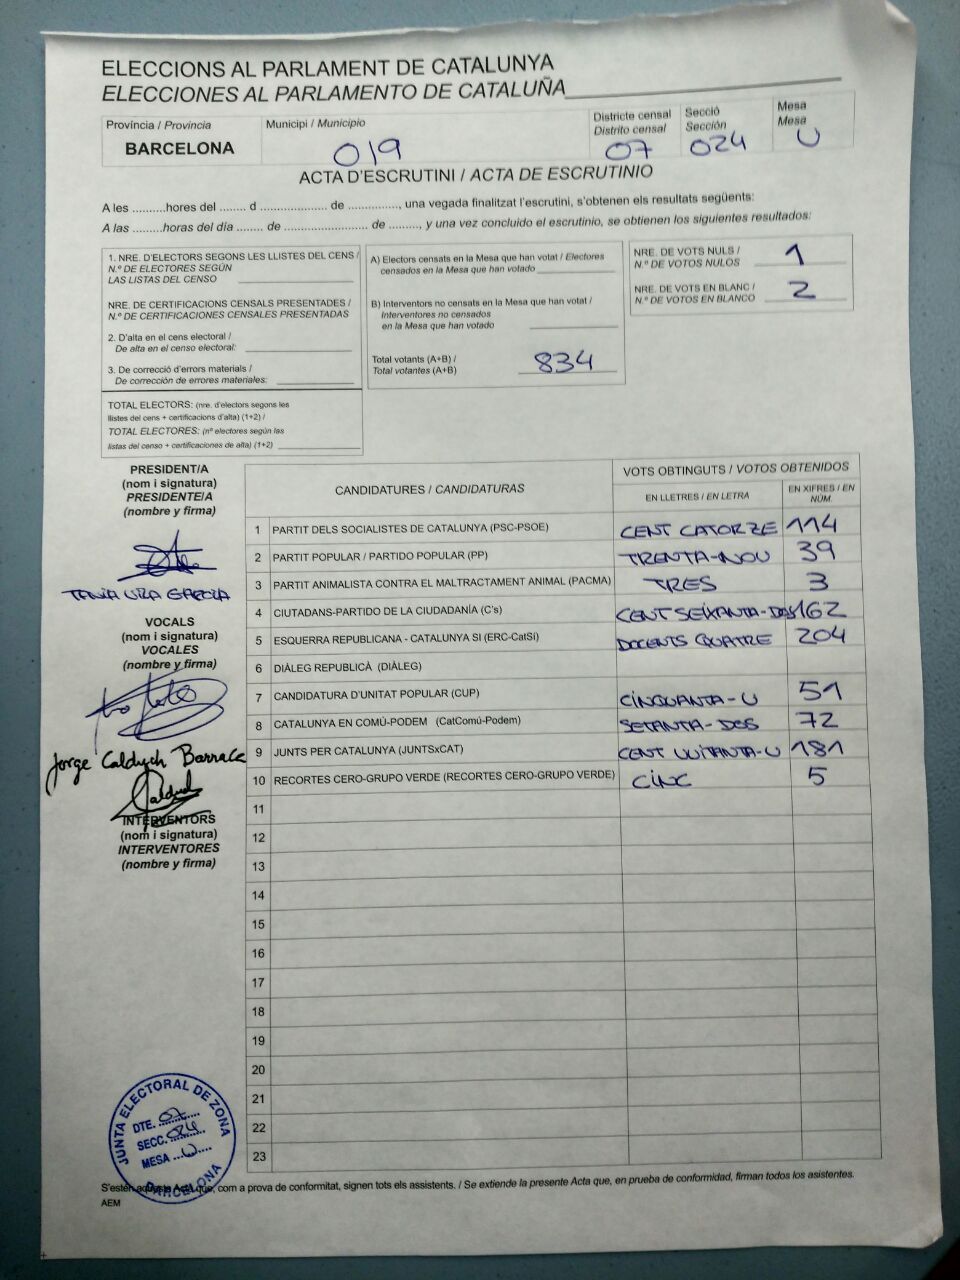 ELECCIONS AL PARLAMENT DE CATALUNYA
ELECCIONES AL PARLAMENTO DE CATALUÑA
Província / Provincia
BARCELONA
Municipi / Municipio
019
Districte censal
Distrito censal
07
Secció
Sección
024
Mesa
Mesa
U
ACTA D'ESCRUTINI / ACTA DE ESCRUTINIO
A les ..........hores del ........ d .................... de ..............., una vegada finalitzat l'escrutini, s'obtenen els resultats següents:
A las .........horas del día ........ de ......................... de ........., y una vez concluido el escrutinio, se obtienen los siguientes resultados:
1. NRE. D'ELECTORS SEGONS LES LLISTES DEL CENS /
N.º DE ELECTORES SEGÚN
LAS LISTAS DEL CENSO
NRE. DE CERTIFICACIONS CENSALS PRESENTADES /
N.º DE CERTIFICACIONES CENSALES PRESENTADAS
2. D'alta en el cens electoral /
De alta en el censo electoral:
3. De correcció d'errors materials /
De corrección de errores materiales:
TOTAL ELECTORS: (nre. d'electors segons les
llistes del cens + certificacions d'alta) (1+2) /
TOTAL ELECTORES: (nº electores según las
listas del censo + certificaciones de alta) (1+2)
A) Electors censats en la Mesa que han votat / Electores
censados en la Mesa que han votado
B) Interventors no censats en la Mesa que han votat /
Interventores no censados
en la Mesa que han votado
Total votants (A+B) /
Total votantes (A+B)
834
NRE. DE VOTS NULS /
N.º DE VOTOS NULOS
1
NRE. DE VOTS EN BLANC /
N.º DE VOTOS EN BLANCO
2
PRESIDENT/A
(nom i signatura)
PRESIDENTE/A
(nombre y firma)
VOCALS
(nom i signatura)
VOCALES
(nombre y firma)
Jorge
INTERVENTORS
(nom i signatura)
INTERVENTORES
(nombre y firma)
CANDIDATURES / CANDIDATURAS
VOTS OBTINGUTS / VOTOS OBTENIDOS
EN LLETRES / EN LETRA
EN XIFRES / EN NÚM.
1 PARTIT DELS SOCIALISTES DE CATALUNYA (PSC-PSOE) CENT CATORZE 114
2 PARTIT POPULAR / PARTIDO POPULAR (PP) TRENTA-NOU 39
3 PARTIT ANIMALISTA CONTRA EL MALTRACTAMENT ANIMAL (PACMA) TRES 3
4 CIUTADANS-PARTIDO DE LA CIUDADANÍA (C's) CENT SEIXANTA-DOS 162
5 ESQUERRA REPUBLICANA - CATALUNYA SI (ERC-CatSí) DOCENTS QUATRE 204
6 DIÀLEG REPUBLICÀ (DIÀLEG)
7 CANDIDATURA D'UNITAT POPULAR (CUP) CINQUANTA-U 51
8 CATALUNYA EN COMÚ-PODEM (CatComú-Podem) SETANTA-DOS 72
9 JUNTS PER CATALUNYA (JUNTSxCAT) CENT VUITANTA-U 181
10 RECORTES CERO-GRUPO VERDE (RECORTES CERO-GRUPO VERDE) CINC 5
11
12
13
14
15
16
17
18
19
20
21
22
23
JUNTA ELECTORAL DE ZONA
DTE. 07
SECC. 024
MESA U
BARCELONA
S'estén aquesta Acta que, com a prova de conformitat, signen tots els assistents. / Se extiende la presente Acta que, en prueba de conformidad, firman todos los asistentes.
AEM